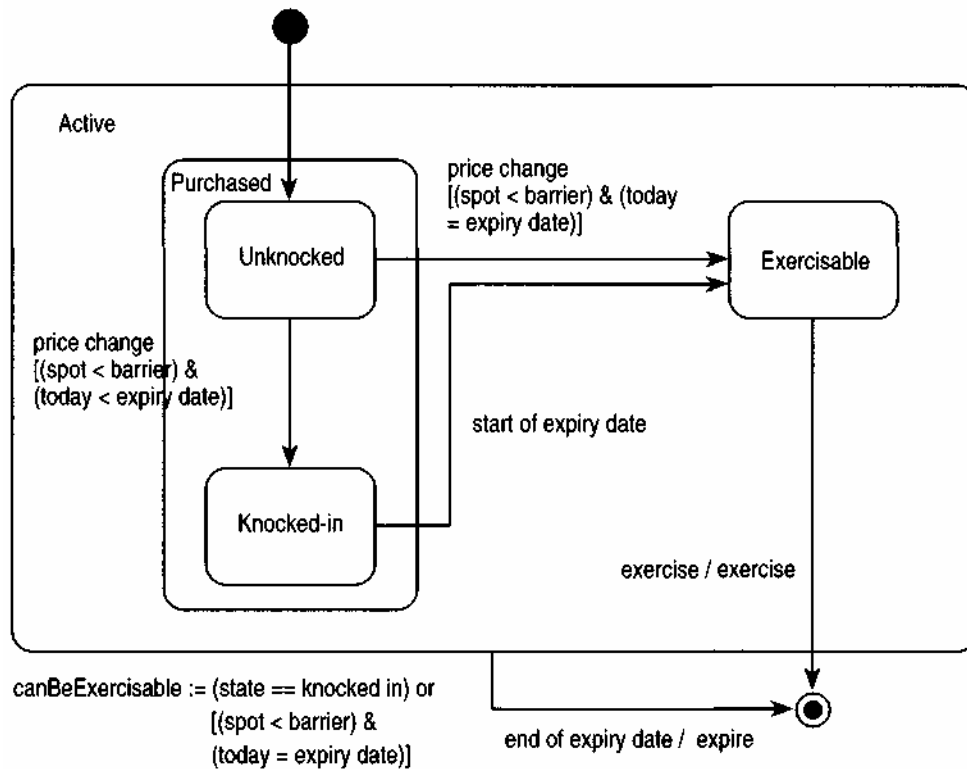 Active
Purchased
price change
[(spot < barrier) & (today
= expiry date)]
Unknocked
Exercisable
price change
[(spot < barrier) &
(today < expiry date)]
start of expiry date
Knocked-in
exercise / exercise
canBeExercisable := (state == knocked in) or
[(spot < barrier) &
(today = expiry date)]
end of expiry date / expire